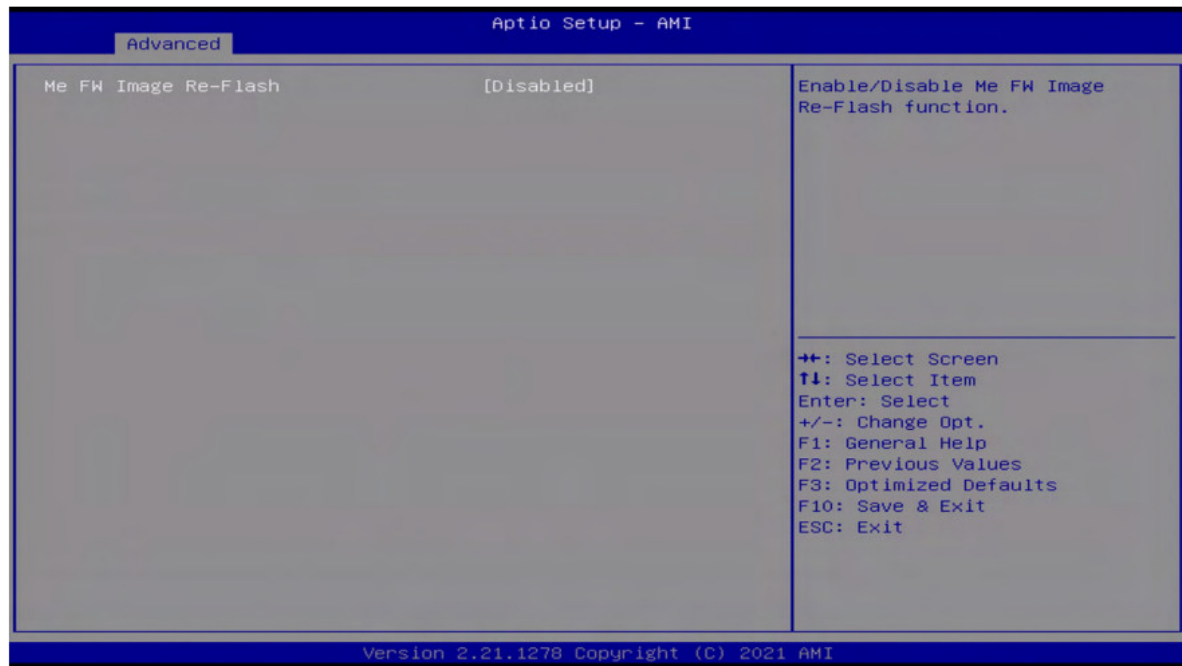 Aptio Setup – AMI
Advanced
Me FW Image Re-Flash [Disabled]
Enable/Disable Me FW Image
Re-Flash function.
→←: Select Screen
↑↓: Select Item
Enter: Select
+/-: Change Opt.
F1: General Help
F2: Previous Values
F3: Optimized Defaults
F10: Save & Exit
ESC: Exit
Version 2.21.1278 Copyright (C) 2021 AMI